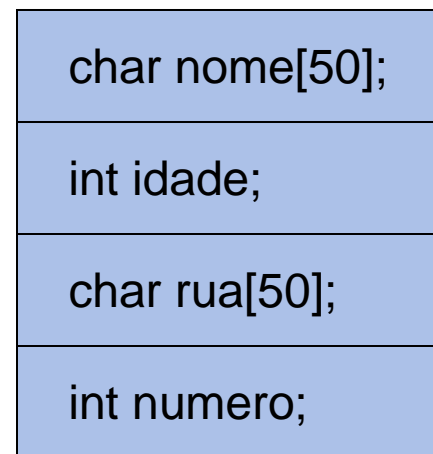 char nome[50];
int idade;
char rua[50];
int numero;